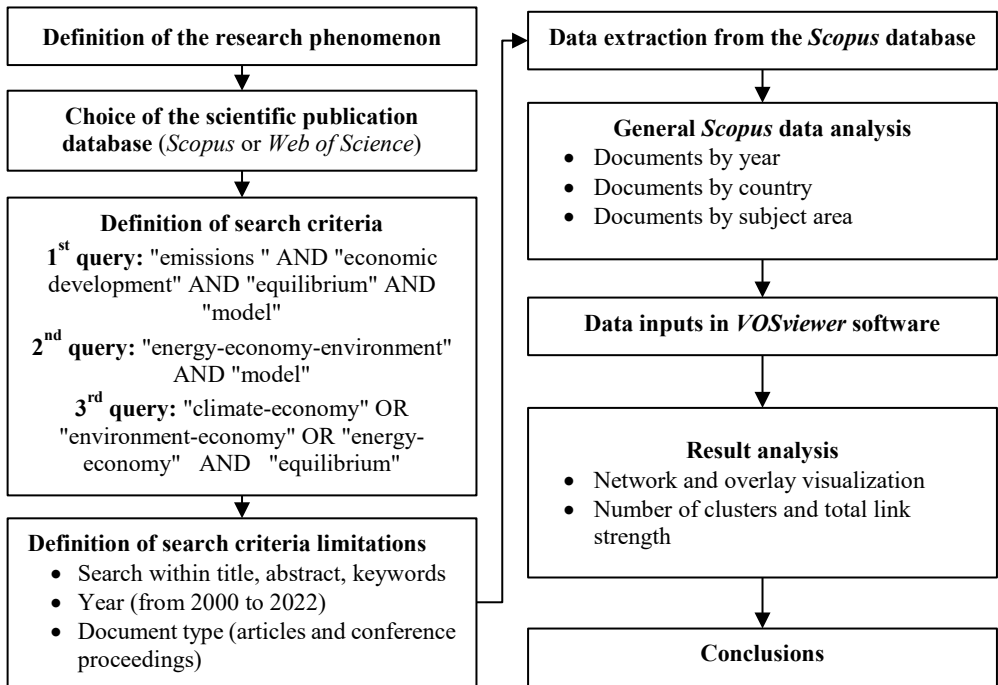 Definition of the research phenomenon
Choice of the scientific publication
database (Scopus or Web of Science)
Definition of search criteria
1st query: "emissions " AND "economic
development" AND "equilibrium" AND
"model"
2nd query: "energy-economy-environment"
AND "model"
3rd query: "climate-economy" OR
"environment-economy" OR "energy-
economy" AND "equilibrium"
Definition of search criteria limitations
• Search within title, abstract, keywords
• Year (from 2000 to 2022)
• Document type (articles and conference
proceedings)
Data extraction from the Scopus database
General Scopus data analysis
• Documents by year
• Documents by country
• Documents by subject area
Data inputs in VOSviewer software
Result analysis
• Network and overlay visualization
• Number of clusters and total link
strength
Conclusions